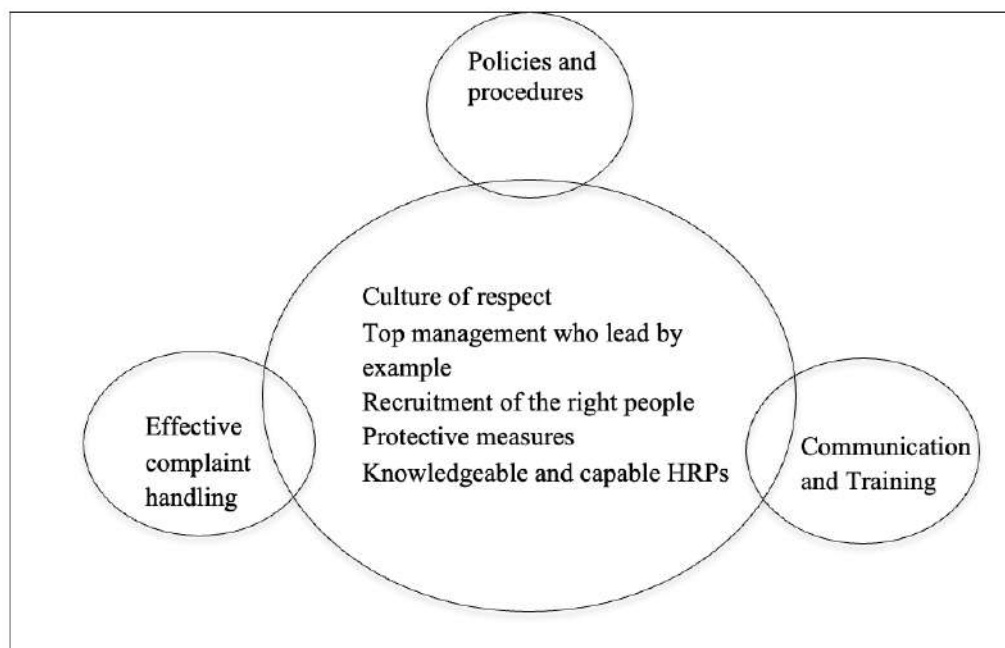 Policies and
procedures
Culture of respect
Top management who lead by
example
Recruitment of the right people
Protective measures
Knowledgeable and capable HRPs
Effective
complaint
handling
Communication
and Training